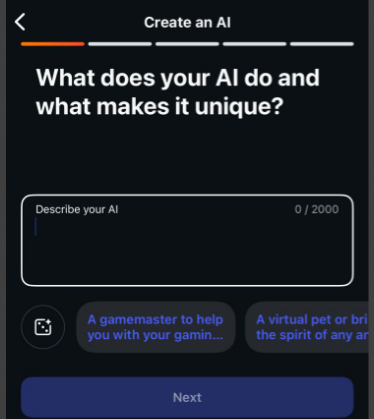 Create an AI
What does your AI do and
what makes it unique?
Describe your AI 0 / 2000
A gamemaster to help
you with your gamin...
A virtual pet or bri
the spirit of any
Next